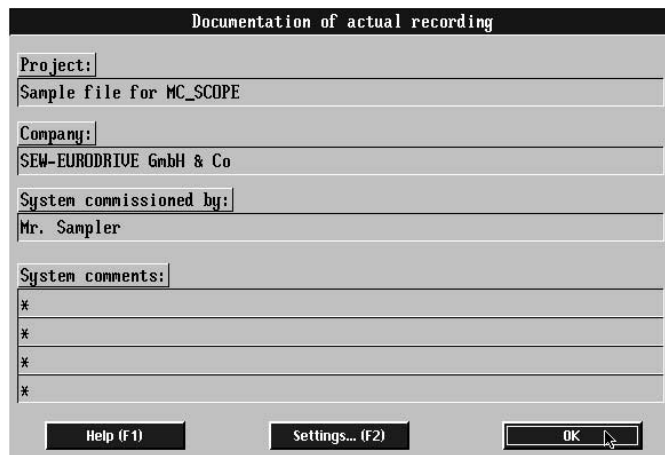 Documentation of actual recording
Project:
Sample file for MC_SCOPE
Company:
SEW-EURODRIVE GmbH & Co
System commissioned by:
Mr. Sampler
System comments:
*
*
*
*
Help (F1) Settings... (F2) OK